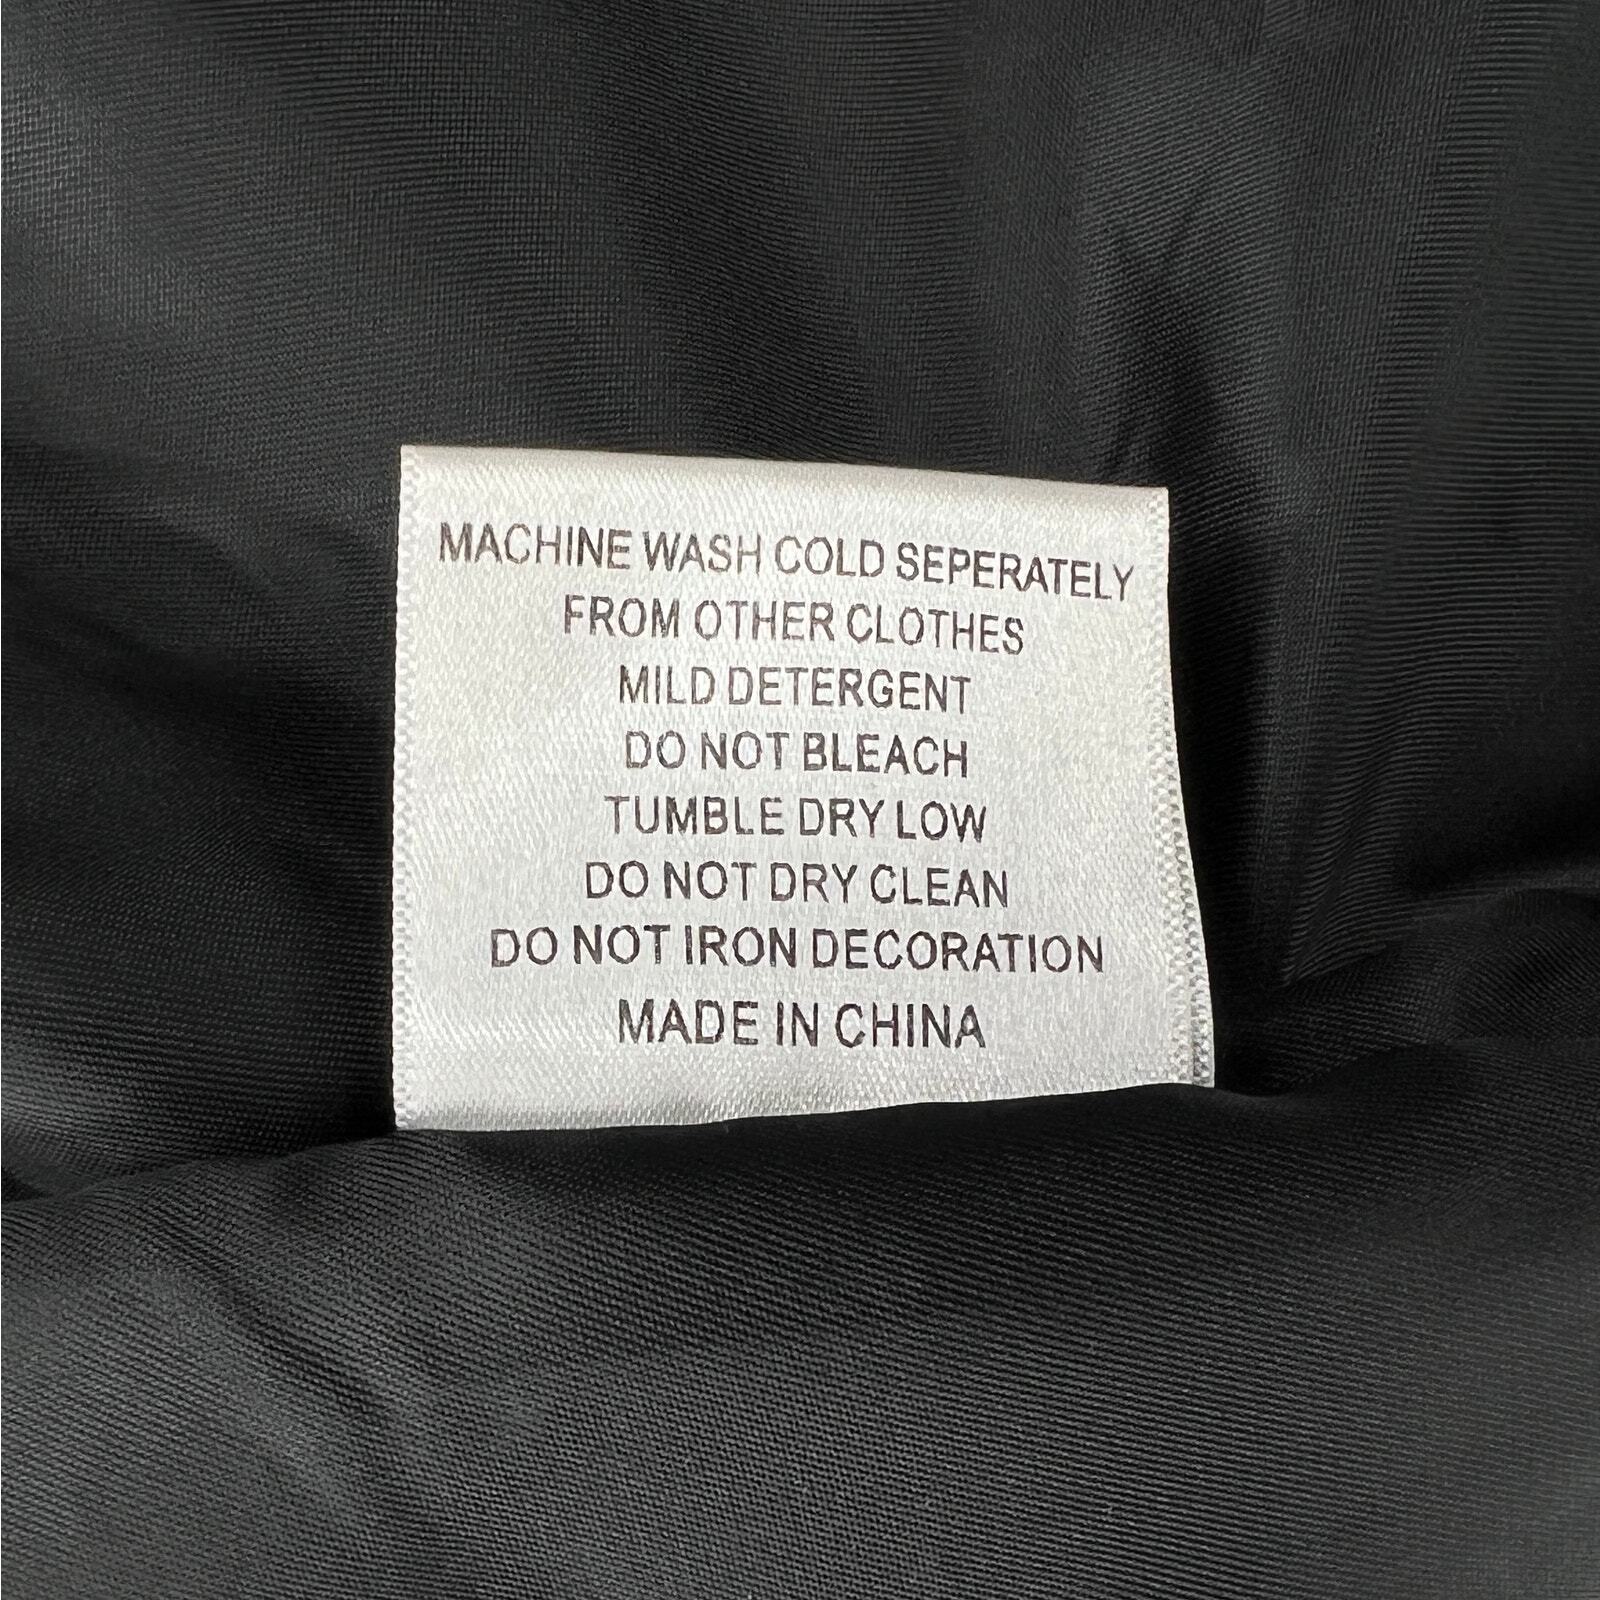 MACHINE WASH COLD SEPERATELY
FROM OTHER CLOTHES
MILD DETERGENT
DO NOT BLEACH
TUMBLE DRY LOW
DO NOT DRY CLEAN
DO NOT IRON DECORATION
MADE IN CHINA